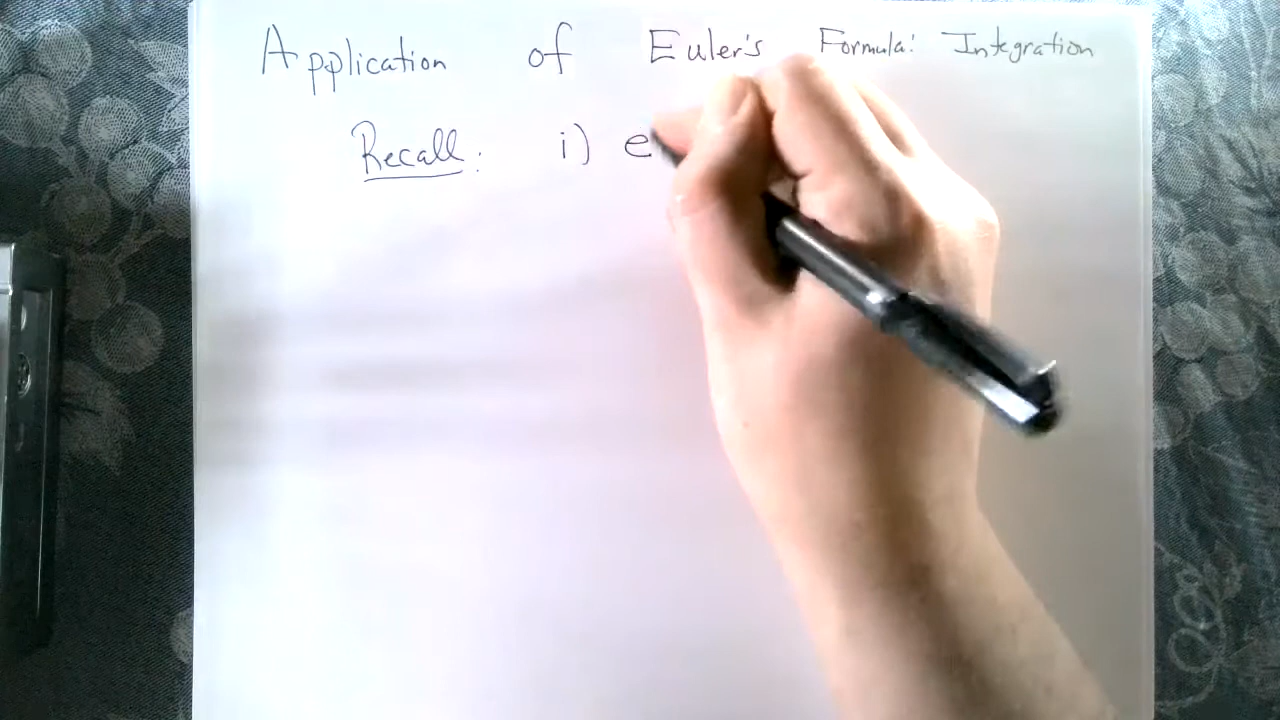 Application of Euler's Formula: Integration
Recall: i) e